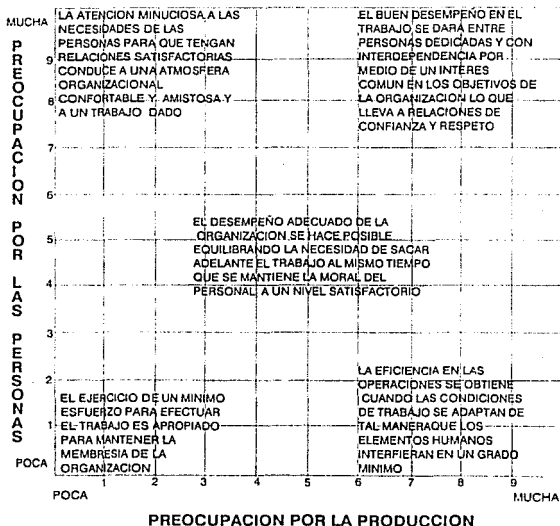 MUCHA
PREOCUPACION POR LAS PERSONAS
POCA
9
8
7
6
5
4
3
2
1
LA ATENCION MINUCIOSA A LAS
NECESIDADES DE LAS
PERSONAS PARA QUE TENGAN
RELACIONES SATISFACTORIAS
CONDUCE A UNA ATMOSFERA
ORGANIZACIONAL
CONFORTABLE Y AMISTOSA Y
A UN TRABAJO DADO
EL BUEN DESEMPEÑO EN EL
TRABAJO SE DARA ENTRE
PERSONAS DEDICADAS Y CON
INTERDEPENDENCIA POR
MEDIO DE UN INTERES
COMUN EN LOS OBJETIVOS DE
LA ORGANIZACION LO QUE
LLEVA A RELACIONES DE
CONFIANZA Y RESPETO
EL DESEMPEÑO ADECUADO DE LA
ORGANIZACION SE HACE POSIBLE
EQUILIBRANDO LA NECESIDAD DE SACAR
ADELANTE EL TRABAJO AL MISMO TIEMPO
QUE SE MANTIENE LA MORAL DEL
PERSONAL A UN NIVEL SATISFACTORIO
EL EJERCICIO DE UN MINIMO
ESFUERZO PARA EFECTUAR
EL TRABAJO ES APROPIADO
PARA MANTENER LA
MEMBRESIA DE LA
ORGANIZACION
LA EFICIENCIA EN LAS
OPERACIONES SE OBTIENE
CUANDO LAS CONDICIONES
DE TRABAJO SE ADAPTAN DE
TAL MANERAQUE LOS
ELEMENTOS HUMANOS
INTERFIERAN EN UN GRADO
MINIMO
1 2 3 4 5 6 7 8 9
POCA MUCHA
PREOCUPACION POR LA PRODUCCION